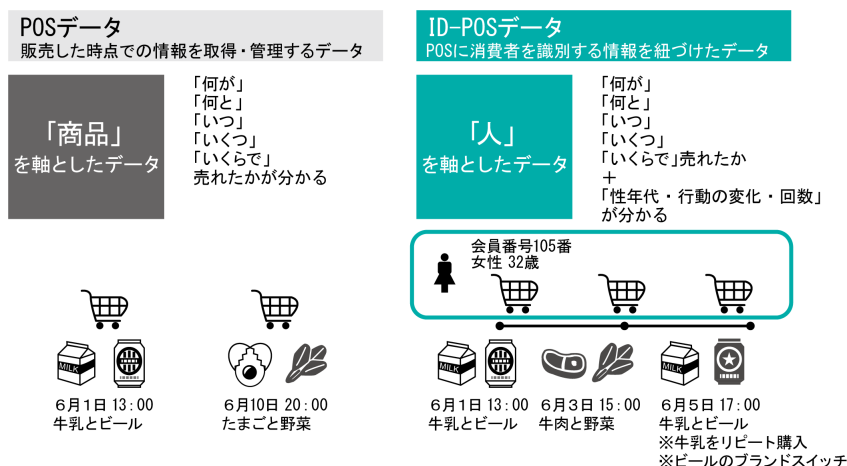 POSデータ
販売した時点での情報を取得・管理するデータ
「商品」
を軸としたデータ
「何が」
「何と」
「いつ」
「いくつ」
「いくらで」
売れたかが分かる
MILK
6月1日 13:00
牛乳とビール
6月10日 20:00
たまごと野菜
ID-POSデータ
POSに消費者を識別する情報を紐づけたデータ
「人」
を軸としたデータ
「何が」
「何と」
「いつ」
「いくつ」
「いくらで」売れたか
+
「性年代・行動の変化・回数」
が分かる
会員番号105番
女性 32歳
MILK
6月1日 13:00
牛乳とビール
6月3日 15:00
牛肉と野菜
MILK
6月5日 17:00
牛乳とビール
※牛乳をリピート購入
※ビールのブランドスイッチ